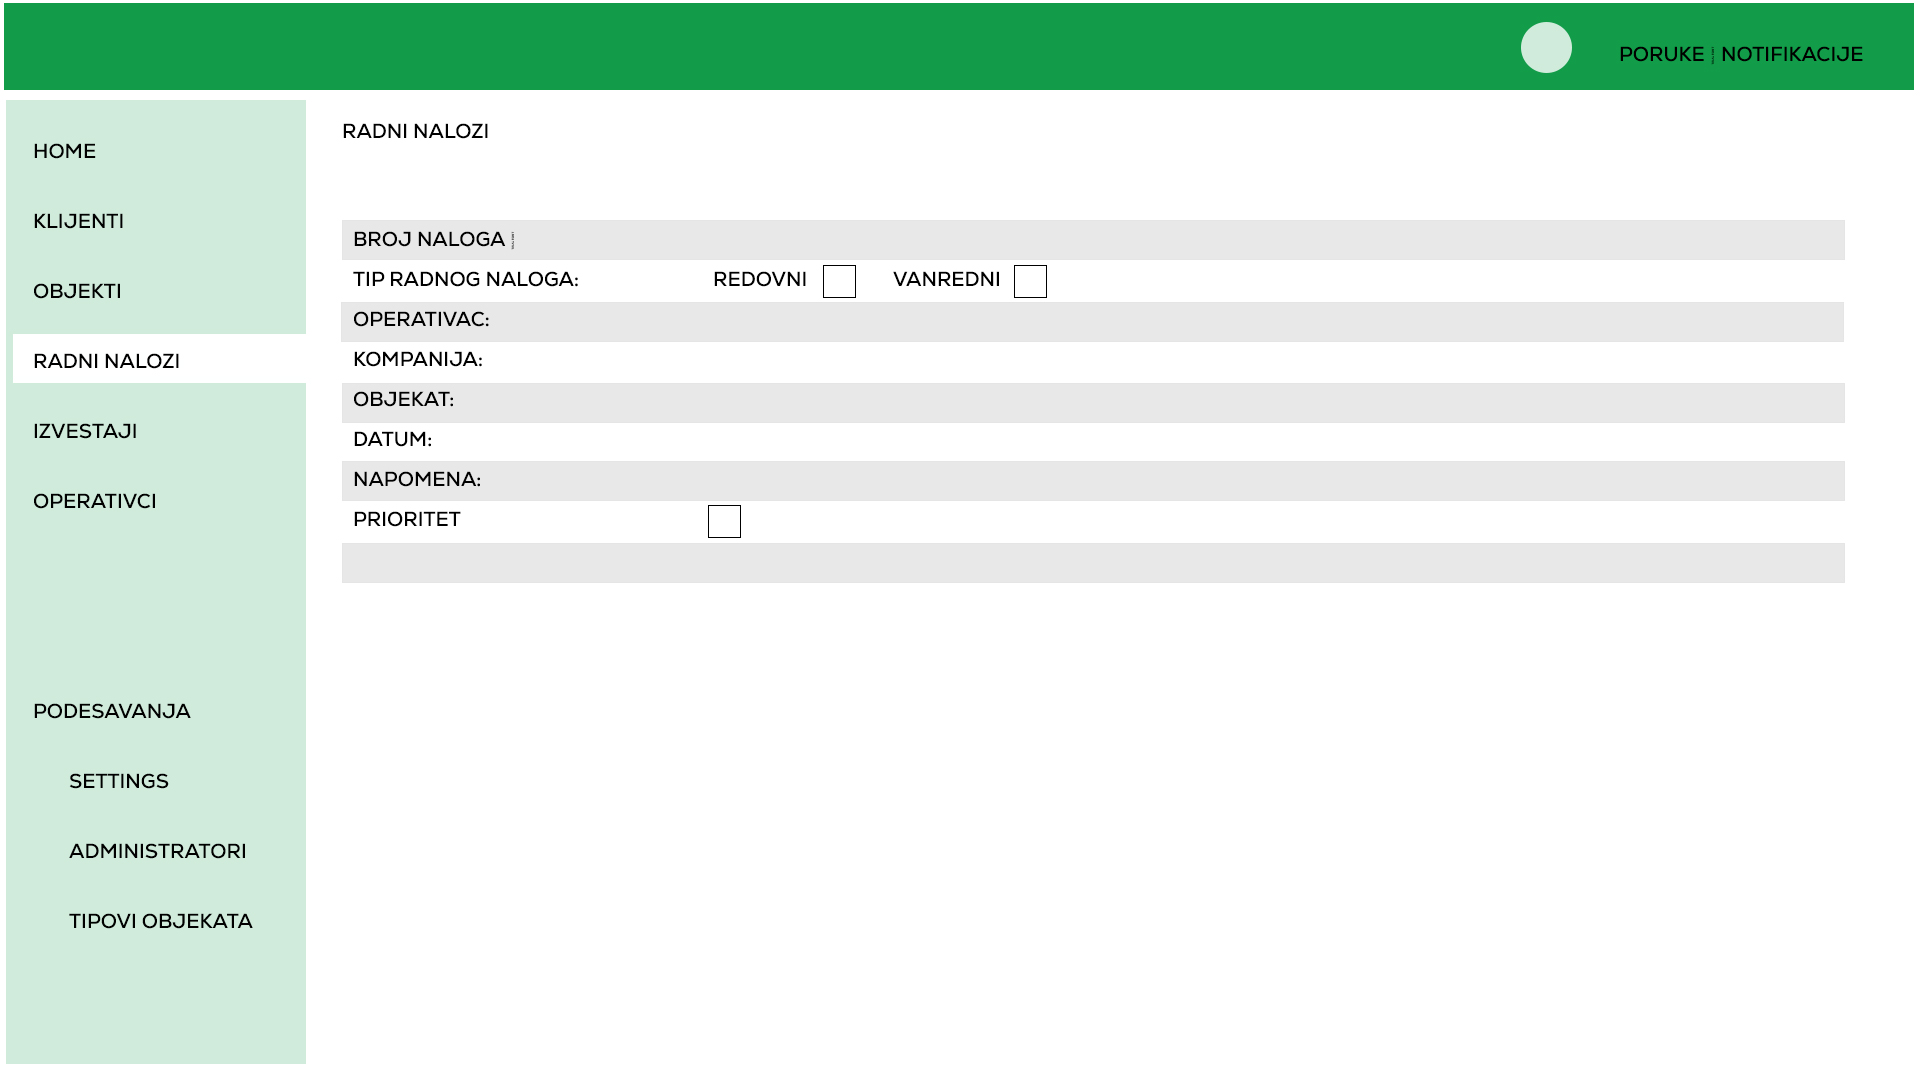 PORUKE | NOTIFIKACIJE
HOME
KLIJENTI
OBJEKTI
RADNI NALOZI
IZVESTAJI
OPERATIVCI
PODESAVANJA
SETTINGS
ADMINISTRATORI
TIPOVI OBJEKATA
RADNI NALOZI
BROJ NALOGA
TIP RADNOG NALOGA: REDOVNI VANREDNI
OPERATIVAC:
KOMPANIJA:
OBJEKAT:
DATUM:
NAPOMENA:
PRIORITET